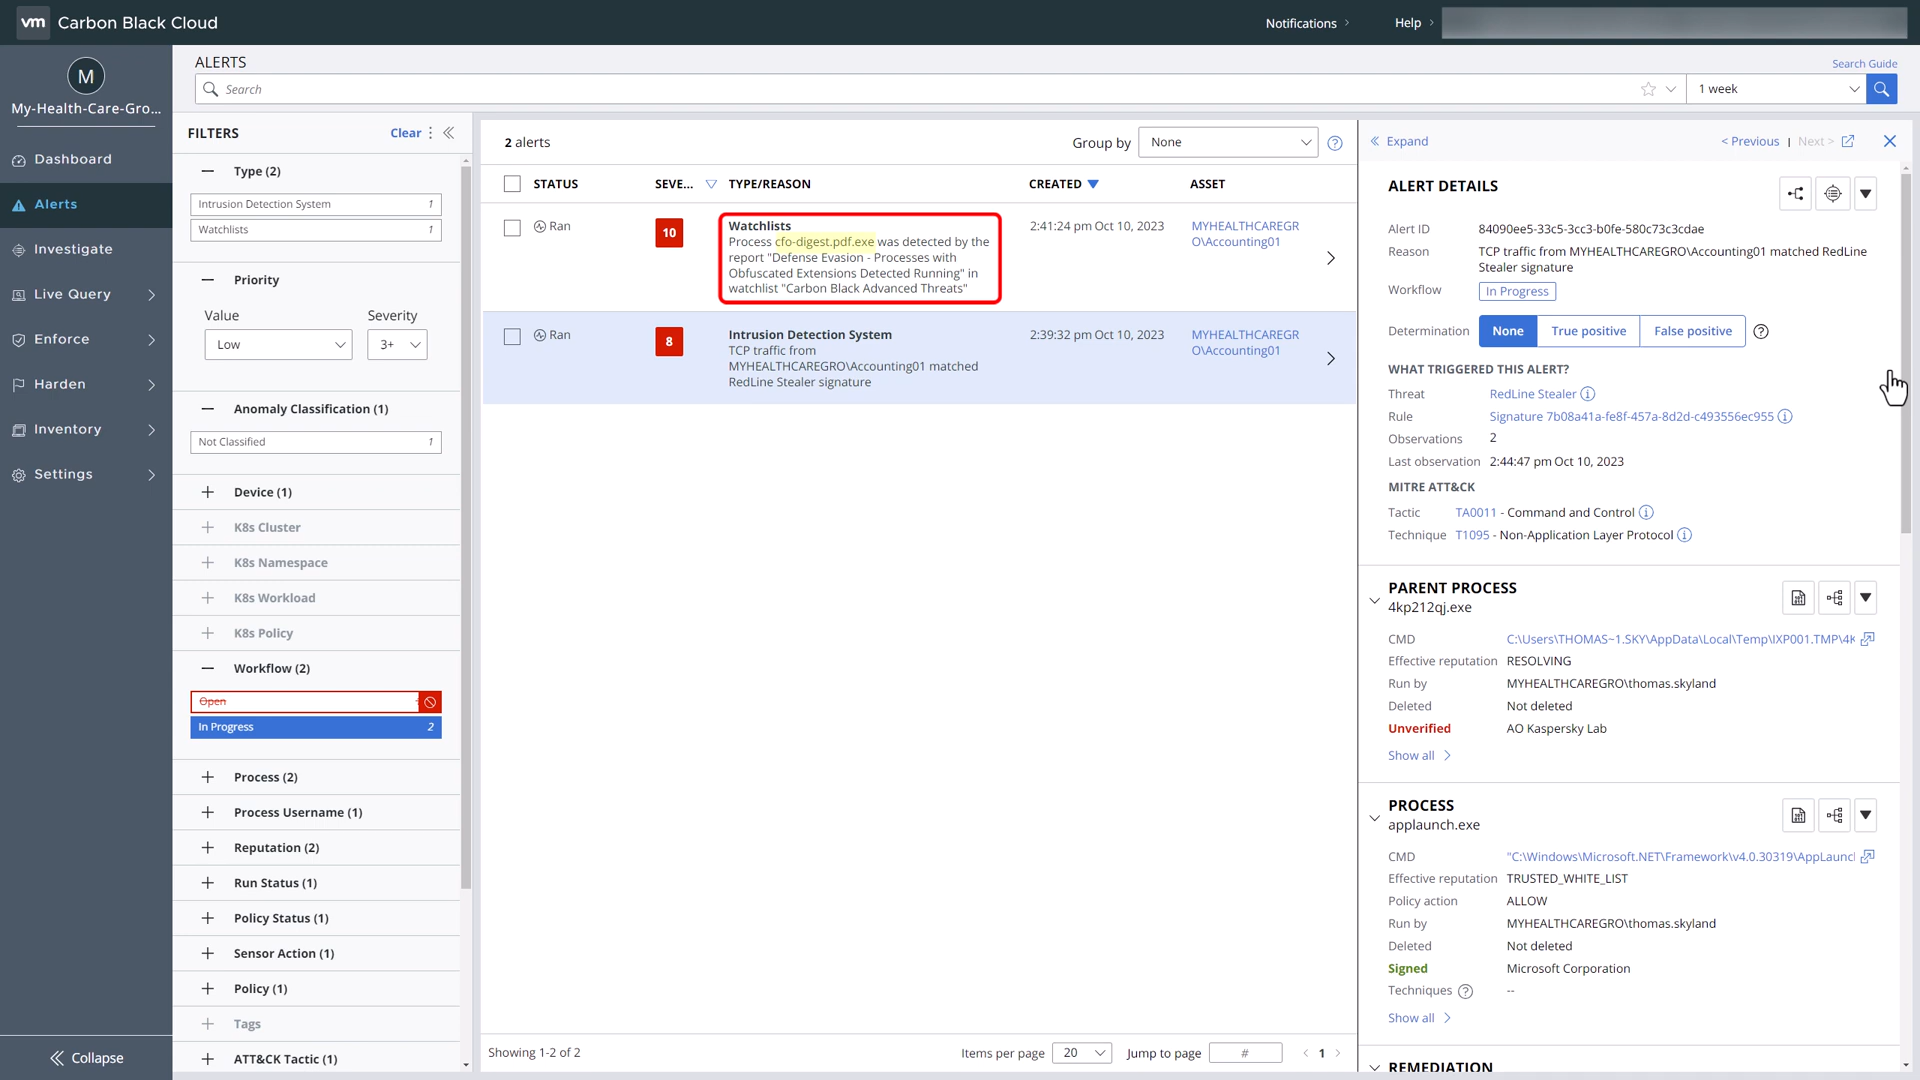 vm Carbon Black Cloud
Notifications
Help
M
My-Health-Care-Gro...
Dashboard
Alerts
Investigate
Live Query
Enforce
Harden
Inventory
Settings
Collapse
ALERTS
Search Guide
Search
1 week
FILTERS
Clear
Type (2)
Intrusion Detection System 1
Watchlists 1
Priority
Value Severity
Low 3+
Anomaly Classification (1)
Not Classified 1
Device (1)
K8s Cluster
K8s Namespace
K8s Workload
K8s Policy
Workflow (2)
Open
In Progress 2
Process (2)
Process Username (1)
Reputation (2)
Run Status (1)
Policy Status (1)
Sensor Action (1)
Policy (1)
Tags
ATT&CK Tactic (1)
2 alerts
Group by None
STATUS SEVE... TYPE/REASON CREATED ASSET
Ran 10 Watchlists 2:41:24 pm Oct 10, 2023 MYHEALTHCAREGR
Process cfo-digest.pdf.exe was detected by the O\Accounting01
report "Defense Evasion - Processes with
Obfuscated Extensions Detected Running" in
watchlist "Carbon Black Advanced Threats"
Ran 8 Intrusion Detection System 2:39:32 pm Oct 10, 2023 MYHEALTHCAREGR
TCP traffic from O\Accounting01
MYHEALTHCAREGRO\Accounting01 matched
RedLine Stealer signature
Showing 1-2 of 2
Items per page 20 Jump to page # < 1 >
Expand
< Previous | Next >
ALERT DETAILS
Alert ID 84090ee5-33c5-3cc3-b0fe-580c73c3cdae
Reason TCP traffic from MYHEALTHCAREGRO\Accounting01 matched RedLine
Stealer signature
Workflow In Progress
Determination None True positive False positive
WHAT TRIGGERED THIS ALERT?
Threat RedLine Stealer
Rule Signature 7b08a41a-fe8f-457a-8d2d-c493556ec955
Observations 2
Last observation 2:44:47 pm Oct 10, 2023
MITRE ATT&CK
Tactic TA0011 - Command and Control
Technique T1095 - Non-Application Layer Protocol
PARENT PROCESS
4kp212qj.exe
CMD C:\Users\THOMAS~1.SKY\AppData\Local\Temp\IXP001.TMP\4K
Effective reputation RESOLVING
Run by MYHEALTHCAREGRO\thomas.skyland
Deleted Not deleted
Unverified AO Kaspersky Lab
Show all
PROCESS
applaunch.exe
CMD "C:\Windows\Microsoft.NET\Framework\v4.0.30319\AppLaunc
Effective reputation TRUSTED_WHITE_LIST
Policy action ALLOW
Run by MYHEALTHCAREGRO\thomas.skyland
Deleted Not deleted
Signed Microsoft Corporation
Techniques --
Show all
REMEDIATION